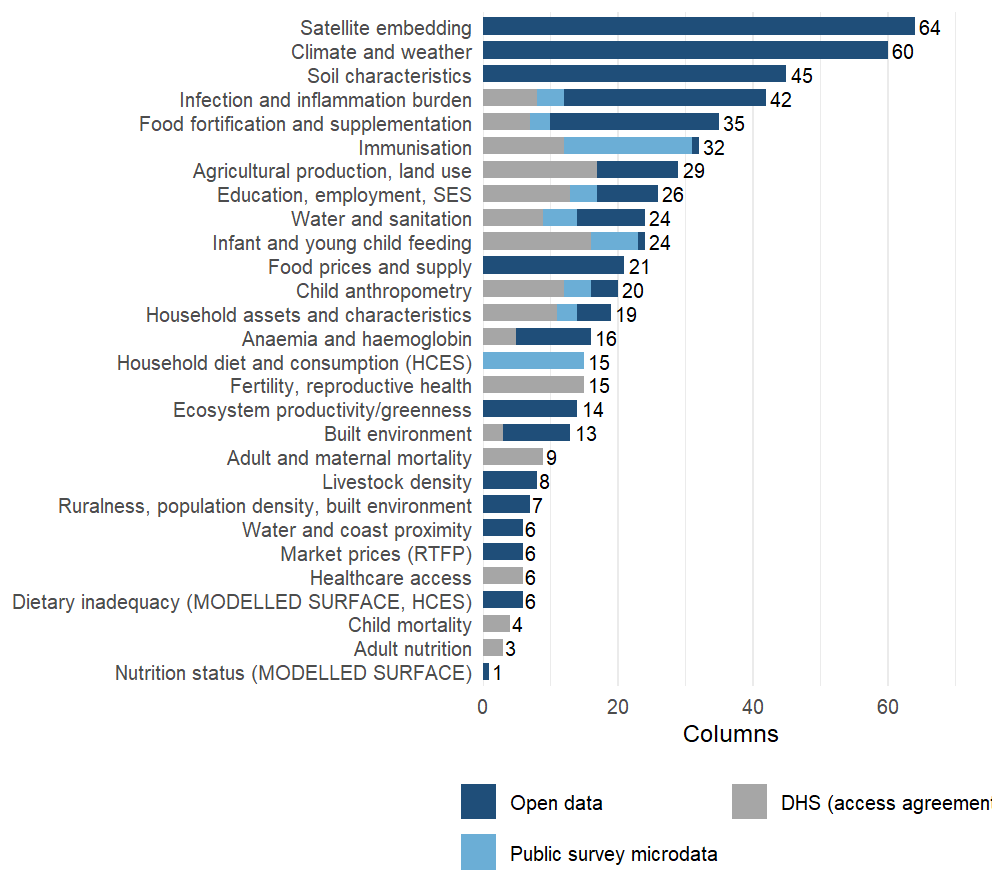 Satellite embedding 64
Climate and weather 60
Soil characteristics 45
Infection and inflammation burden 42
Food fortification and supplementation 35
Immunisation 32
Agricultural production, land use 29
Education, employment, SES 26
Water and sanitation 24
Infant and young child feeding 24
Food prices and supply 21
Child anthropometry 20
Household assets and characteristics 19
Anaemia and haemoglobin 16
Household diet and consumption (HCES) 15
Fertility, reproductive health 15
Ecosystem productivity/greenness 14
Built environment 13
Adult and maternal mortality 9
Livestock density 8
Ruralness, population density, built environment 7
Water and coast proximity 6
Market prices (RTFP) 6
Healthcare access 6
Dietary inadequacy (MODELLED SURFACE, HCES) 6
Child mortality 4
Adult nutrition 3
Nutrition status (MODELLED SURFACE) 1
0 20 40 60
Columns
Open data DHS (access agreement
Public survey microdata